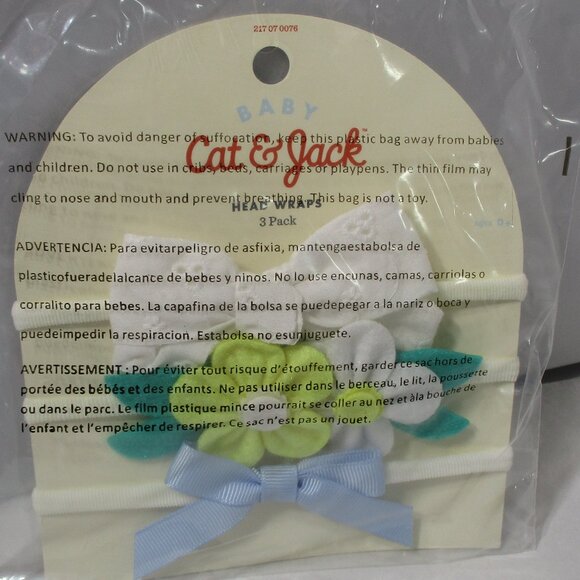 217 07 0076
BABY
Cat & Jack™
HEAD WRAPS
3 Pack
WARNING: To avoid danger of suffocation, keep this plastic bag away from babies
and children. Do not use in cribs, beds, carriages or playpens. The thin film may
cling to nose and mouth and prevent breathing. This bag is not a toy.
ADVERTENCIA: Para evitarpeligro de asfixia, mantengaestabolsa de
plasticofueradelalcance de bebes y ninos. No lo use encunas, camas, carriolas o
corralito para bebes. La capafina de la bolsa se puedepegar a la nariz o boca y
puedeimpedir la respiracion. Estabolsa no esunjuguete.
AVERTISSEMENT : Pour éviter tout risque d'étouffement, garder ce sac hors de
portée des bébés et des enfants. Ne pas utiliser dans le berceau, le lit, la poussette
ou dans le parc. Le film plastique mince pourrait se coller au nez et à la bouche de
l'enfant et l'empêcher de respirer. Ce sac n'est pas un jouet.